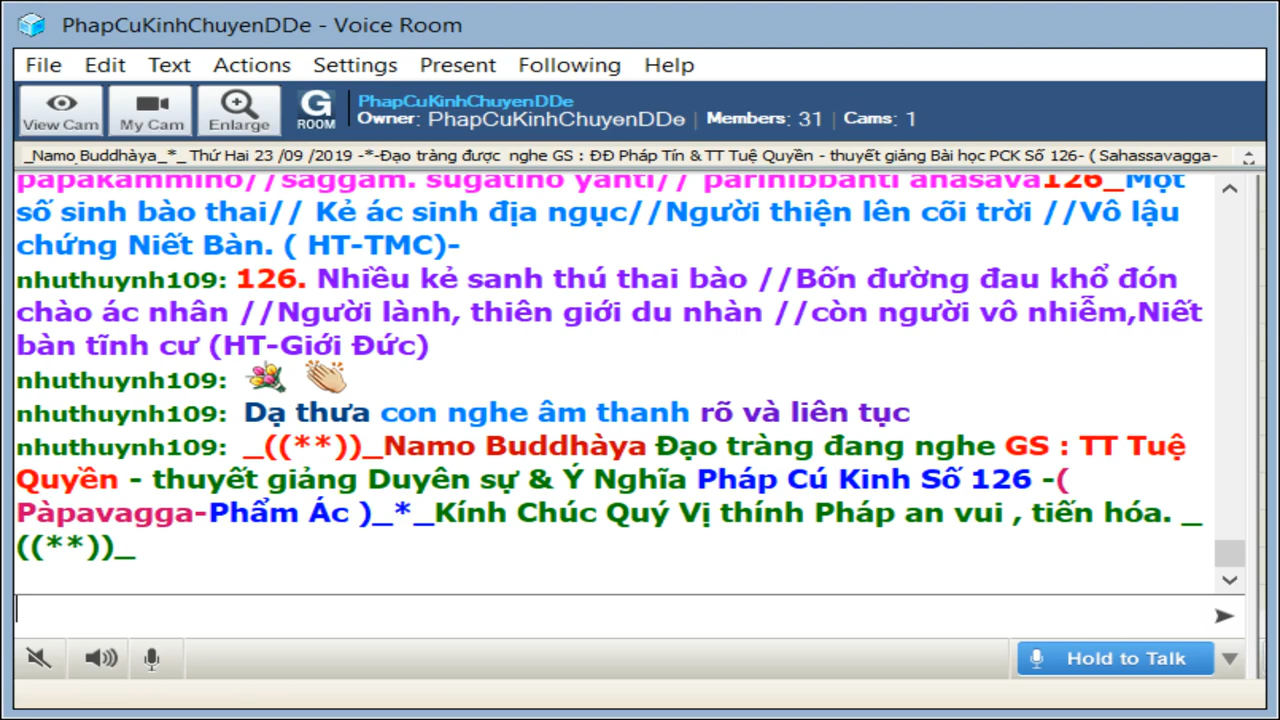 PhapCuKinhChuyenDDe - Voice Room
File Edit Text Actions Settings Present Following Help
View Cam My Cam Enlarge G ROOM
PhapCuKinhChuyenDDe
Owner: PhapCuKinhChuyenDDe | Members: 31 | Cams: 1
_Namo Buddhàya_*_ Thứ Hai 23 /09 /2019 -*-Đạo tràng được nghe GS : ĐĐ Pháp Tín & TT Tuệ Quyền - thuyết giảng Bài học PCK Số 126- ( Sahassavagga-
papakammino//saggam. sugatino yanti// parinibbanti anasava126_Một
số sinh bào thai// Kẻ ác sinh địa ngục//Người thiện lên cõi trời //Vô lậu
chứng Niết Bàn. ( HT-TMC)-
nhuthuynh109: 126. Nhiều kẻ sanh thú thai bào //Bốn đường đau khổ đón
chào ác nhân //Người lành, thiên giới du nhàn //còn người vô nhiễm,Niết
bàn tĩnh cư (HT-Giới Đức)
nhuthuynh109:
nhuthuynh109: Dạ thưa con nghe âm thanh rõ và liên tục
nhuthuynh109: _((**))_Namo Buddhàya Đạo tràng đang nghe GS : TT Tuệ
Quyền - thuyết giảng Duyên sự & Ý Nghĩa Pháp Cú Kinh Số 126 -(
Pàpavagga-Phẩm Ác )_*_Kính Chúc Quý Vị thính Pháp an vui , tiến hóa. _
((**))_
Hold to Talk